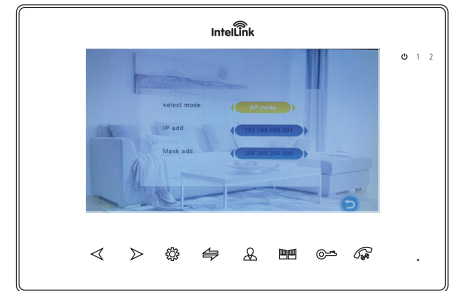 IntelLink
1 2
select mode
AP mode
IP add.
Mask add.